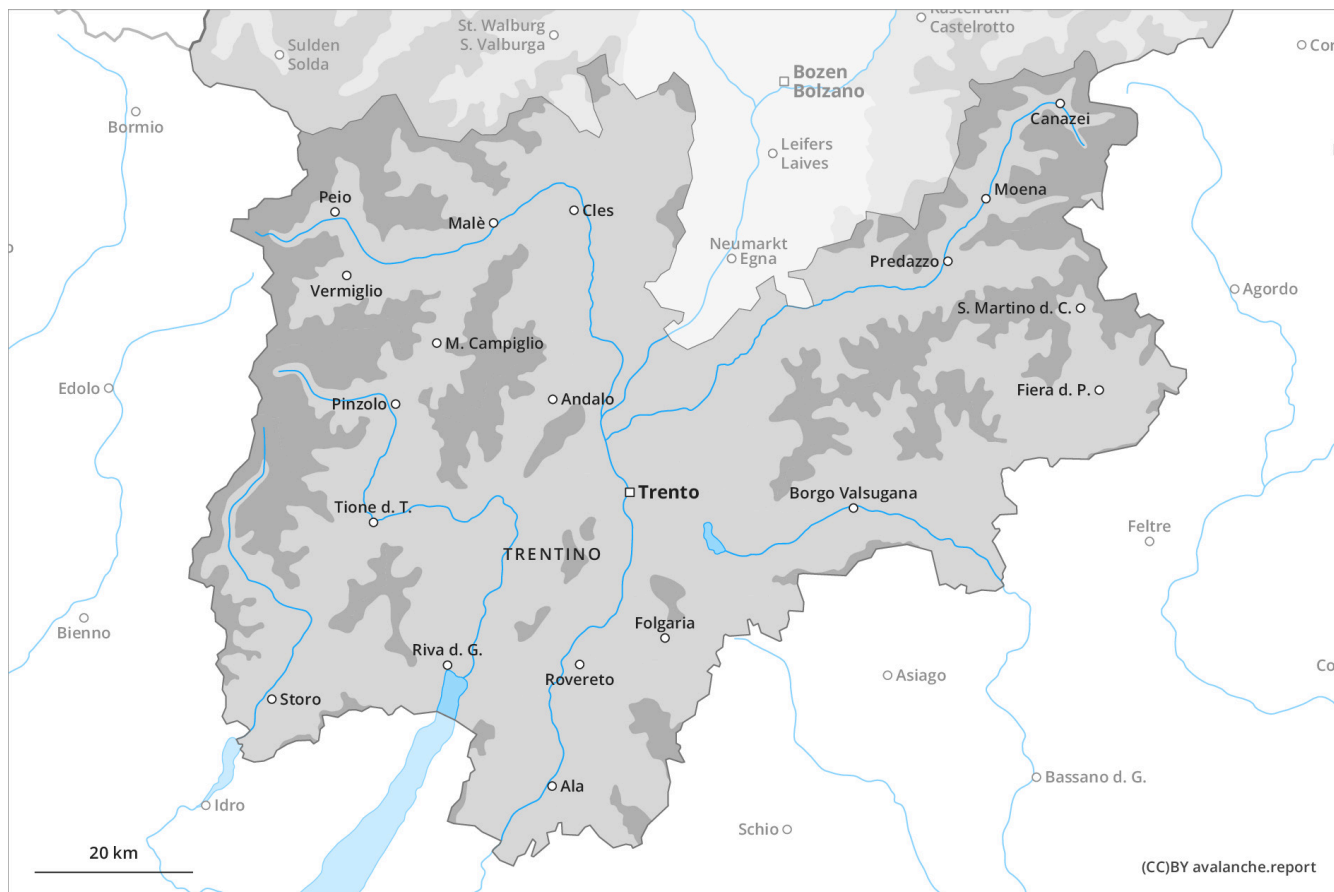 Kastelruth
Castelrotto
St. Walburg
S. Valburga
Sulden
Solda
Bozen
Bolzano
Bormio
Canazei
Leifers
Laives
Moena
Peio
Malè
Cles
Neumarkt
Egna
Predazzo
Vermiglio
Agordo
S. Martino d. C.
M. Campiglio
Edolo
Fiera d. P.
Pinzolo
Andalo
Trento
Borgo Valsugana
Tione d. T.
Feltre
TRENTINO
Bienno
Folgaria
Riva d. G.
Rovereto
Asiago
Storo
Ala
Bassano d. G.
Idro
Schio
20 km
(CC)BY avalanche.report